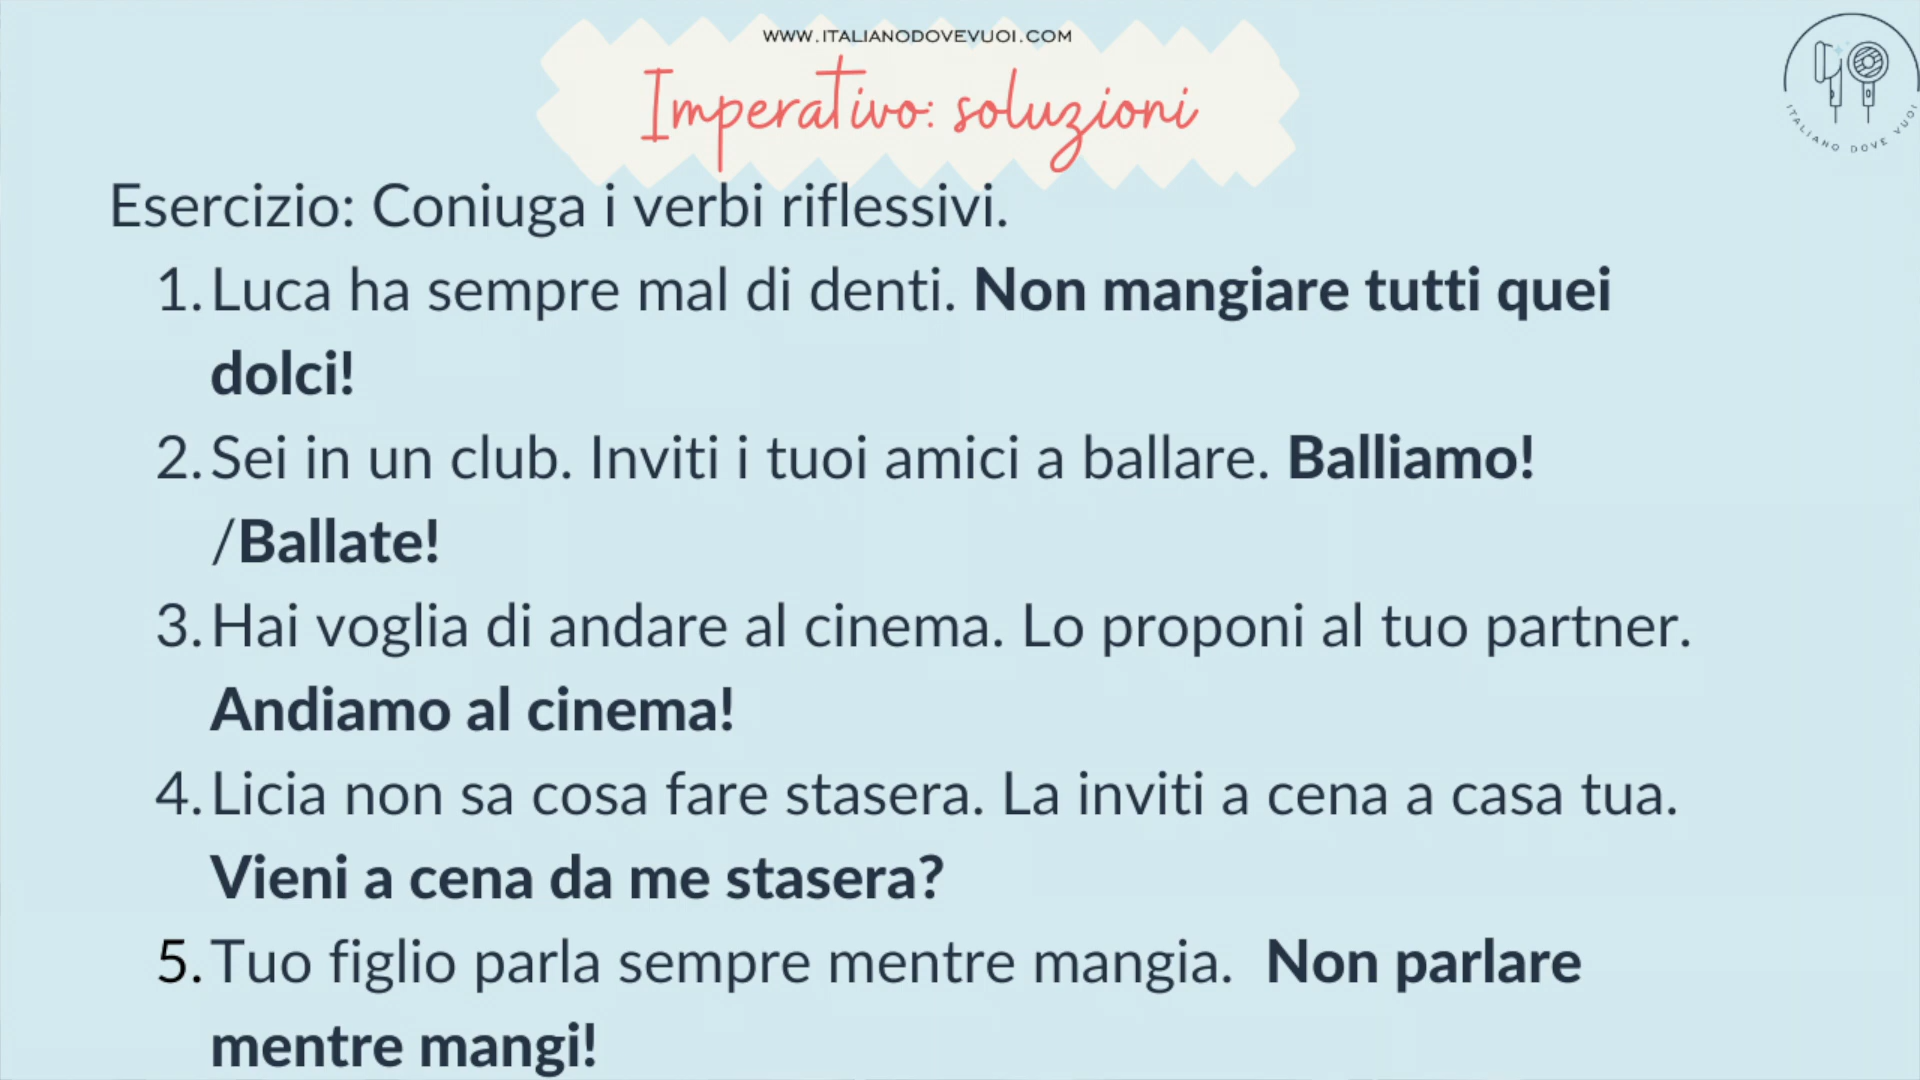 WWW.ITALIANODOVEVUOI.COM
Imperativo: soluzioni
ITALIANO DOVE VUOI
Esercizio: Coniuga i verbi riflessivi.
1. Luca ha sempre mal di denti. Non mangiare tutti quei
dolci!
2. Sei in un club. Inviti i tuoi amici a ballare. Balliamo!
/Ballate!
3. Hai voglia di andare al cinema. Lo proponi al tuo partner.
Andiamo al cinema!
4. Licia non sa cosa fare stasera. La inviti a cena a casa tua.
Vieni a cena da me stasera?
5. Tuo figlio parla sempre mentre mangia. Non parlare
mentre mangi!